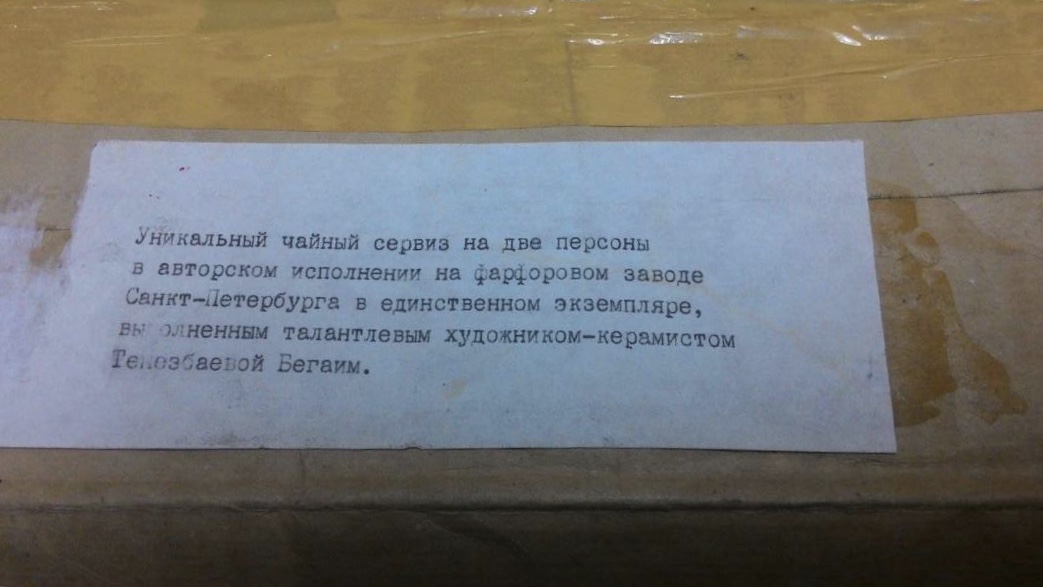 Уникальный чайный сервиз на две персоны
в авторском исполнении на фарфоровом заводе
Санкт-Петербурга в единственном экземпляре,
выполненным талантлевым художником-керамистом
Бегаим.